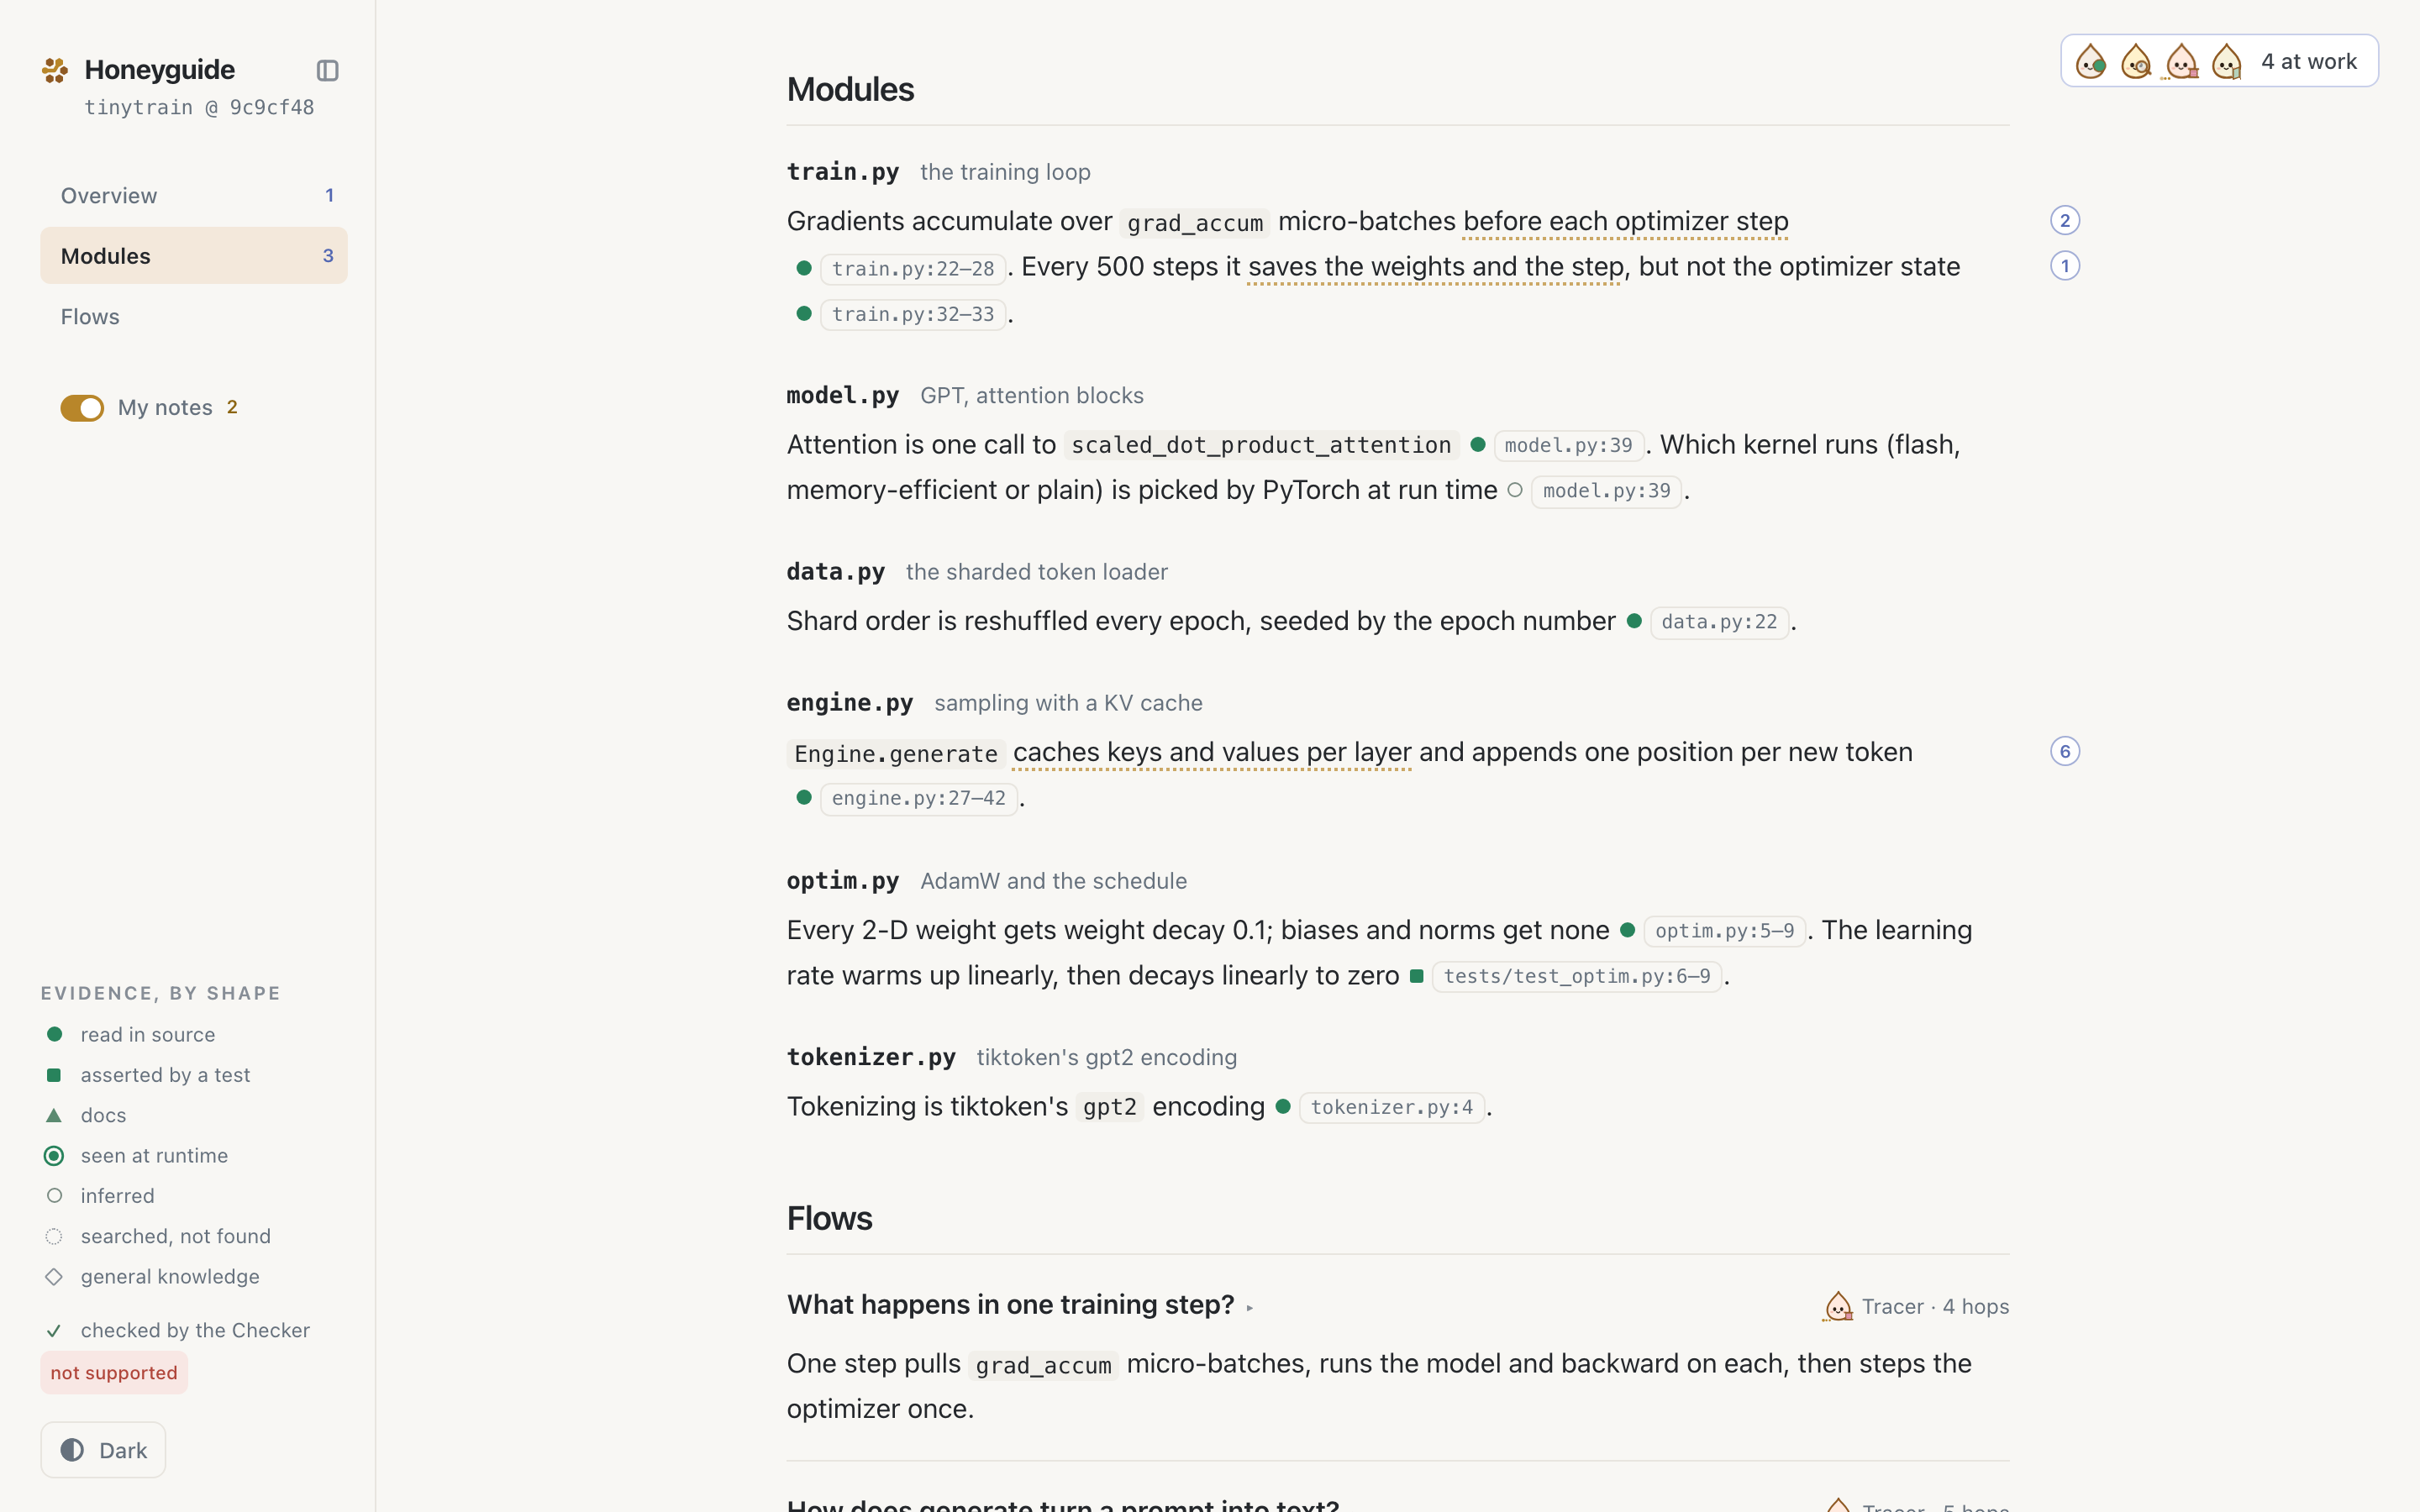 Honeyguide
tinytrain @ 9c9cf48
Overview 1
Modules 3
Flows
My notes 2
EVIDENCE, BY SHAPE
read in source
asserted by a test
docs
seen at runtime
inferred
searched, not found
general knowledge
checked by the Checker
not supported
Dark
4 at work
Modules
train.py the training loop
Gradients accumulate over grad_accum micro-batches before each optimizer step 2
train.py:22–28. Every 500 steps it saves the weights and the step, but not the optimizer state 1
train.py:32–33.
model.py GPT, attention blocks
Attention is one call to scaled_dot_product_attention model.py:39. Which kernel runs (flash,
memory-efficient or plain) is picked by PyTorch at run time model.py:39.
data.py the sharded token loader
Shard order is reshuffled every epoch, seeded by the epoch number data.py:22.
engine.py sampling with a KV cache
Engine.generate caches keys and values per layer and appends one position per new token 6
engine.py:27–42.
optim.py AdamW and the schedule
Every 2-D weight gets weight decay 0.1; biases and norms get none optim.py:5–9. The learning
rate warms up linearly, then decays linearly to zero tests/test_optim.py:6–9.
tokenizer.py tiktoken's gpt2 encoding
Tokenizing is tiktoken's gpt2 encoding tokenizer.py:4.
Flows
What happens in one training step? Tracer · 4 hops
One step pulls grad_accum micro-batches, runs the model and backward on each, then steps the
optimizer once.
How does generate turn a prompt into text? Tracer · 5 hops